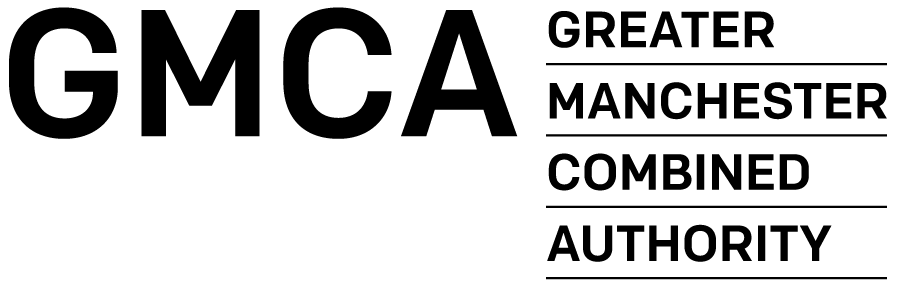 GMCA
GREATER
MANCHESTER
COMBINED
AUTHORITY